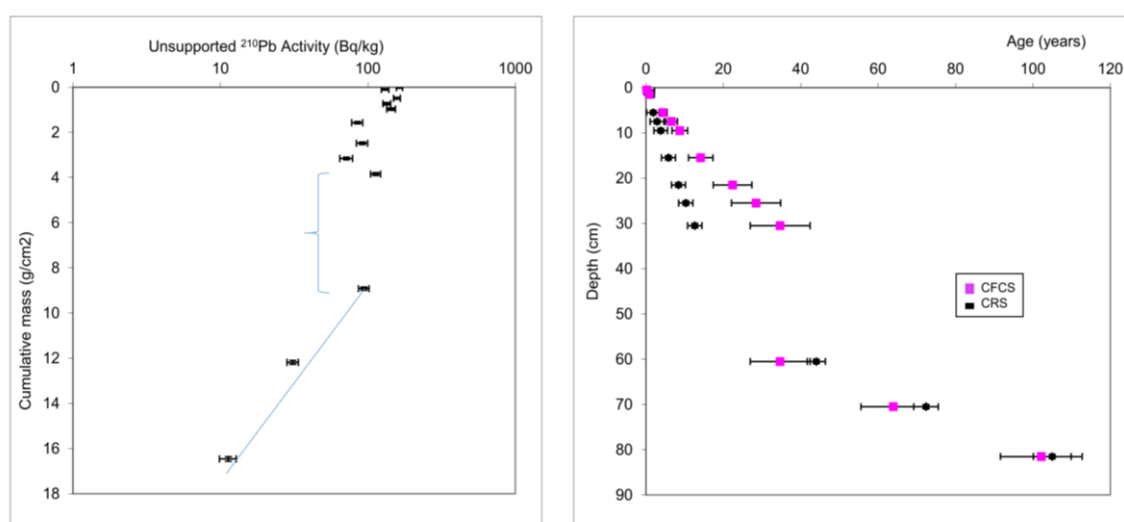 Unsupported ²¹⁰Pb Activity (Bq/kg)
1 10 100 1000
0
2
4
6
8
10
12
14
16
18
Cumulative mass (g/cm2)
Age (years)
0 20 40 60 80 100 120
0
10
20
30
40
50
60
70
80
90
Depth (cm)
CFCS
CRS